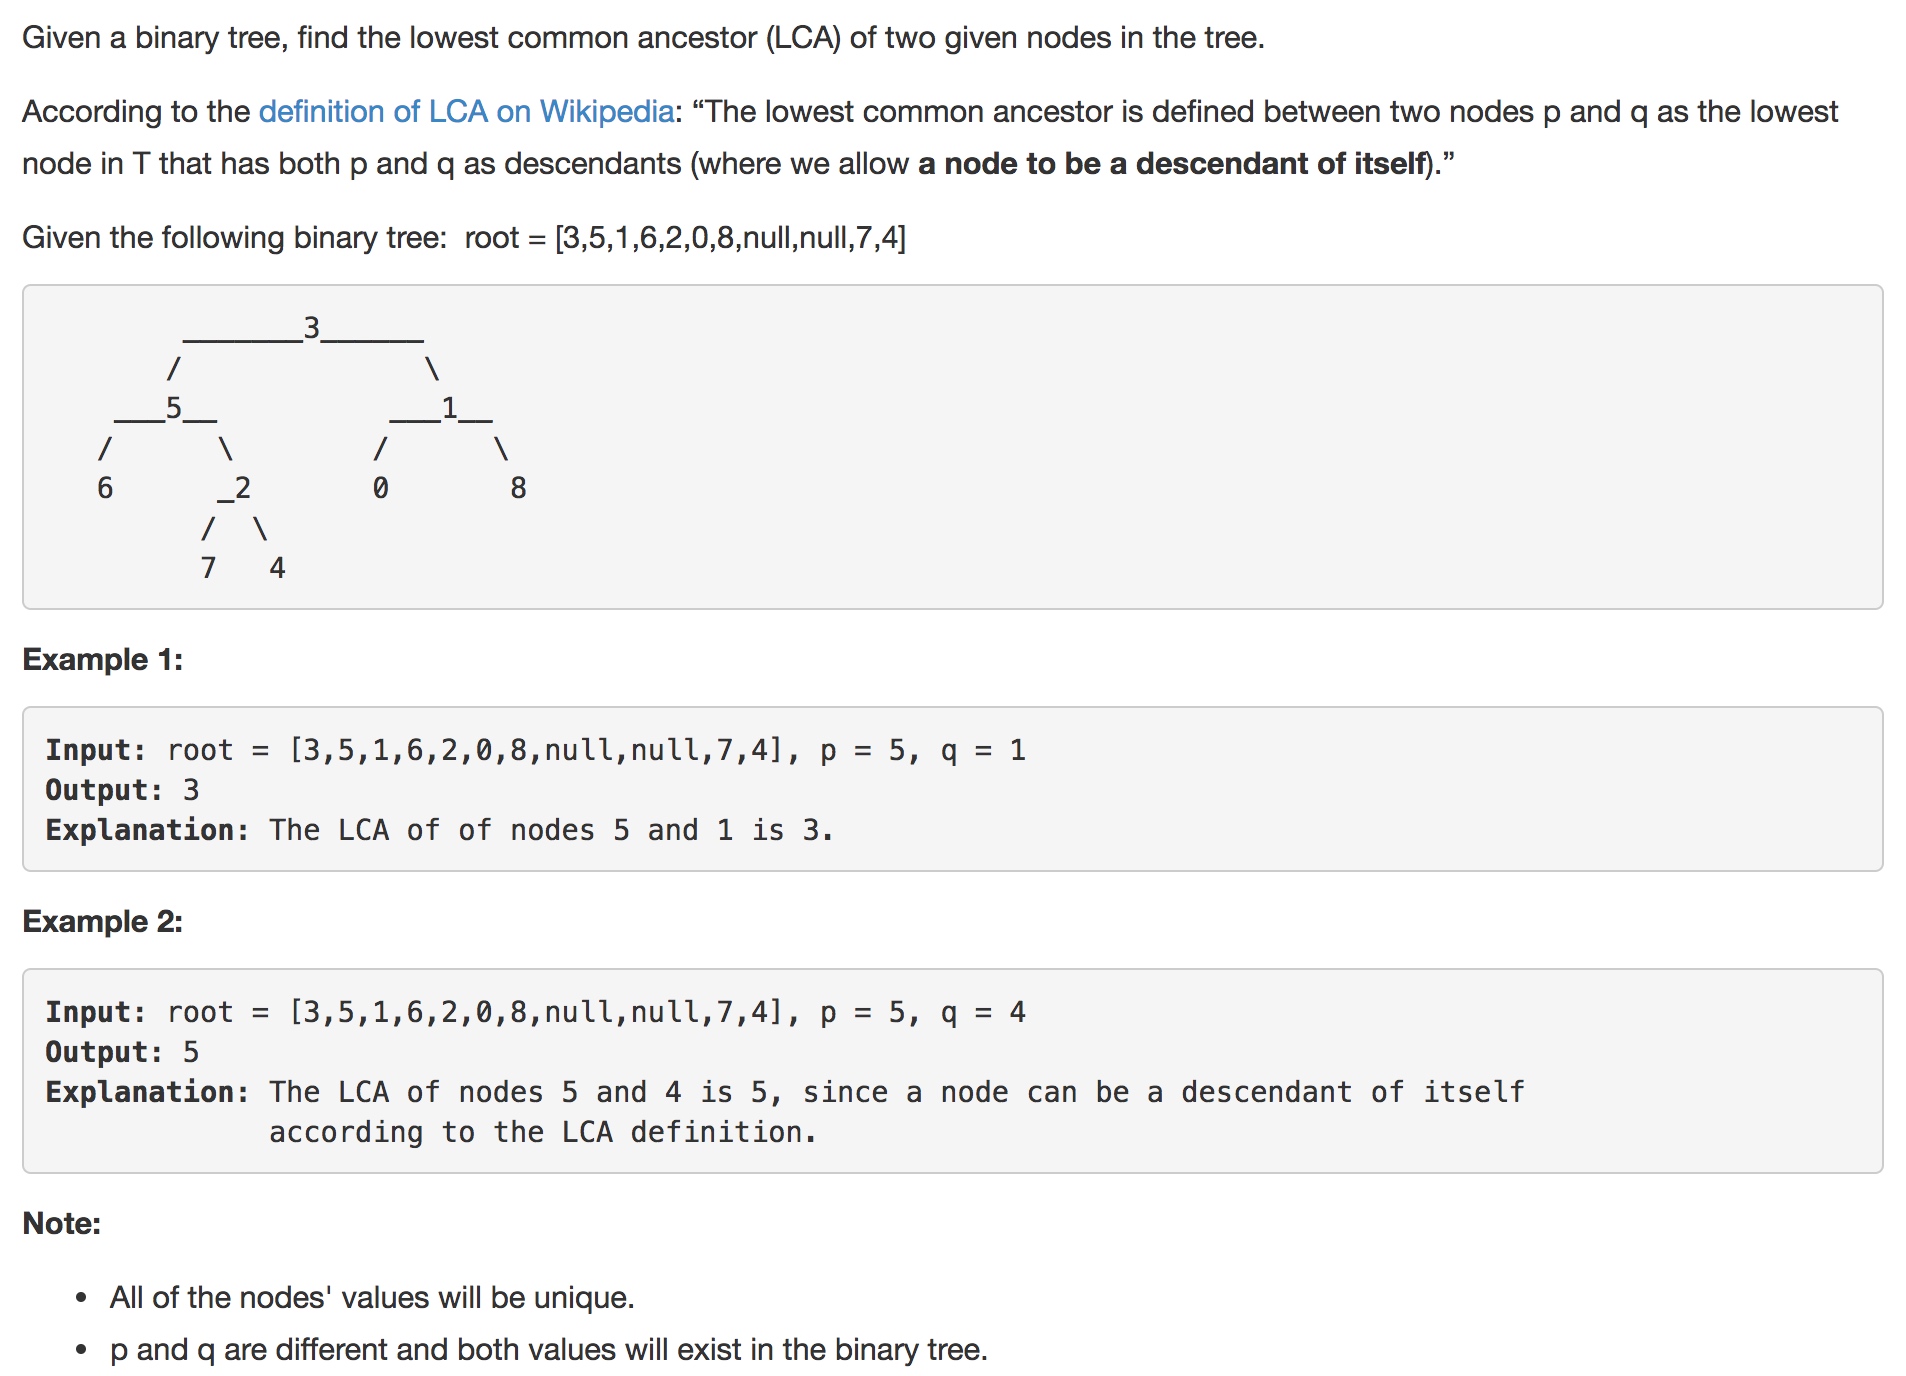 Given a binary tree, find the lowest common ancestor (LCA) of two given nodes in the tree.
According to the definition of LCA on Wikipedia: “The lowest common ancestor is defined between two nodes p and q as the lowest
node in T that has both p and q as descendants (where we allow a node to be a descendant of itself).”
Given the following binary tree:  root = [3,5,1,6,2,0,8,null,null,7,4]
        _______3______
       /              \
    ___5__          ___1__
   /      \        /      \
   6      _2       0       8
         /  \
         7   4
Example 1:
Input: root = [3,5,1,6,2,0,8,null,null,7,4], p = 5, q = 1
Output: 3
Explanation: The LCA of of nodes 5 and 1 is 3.
Example 2:
Input: root = [3,5,1,6,2,0,8,null,null,7,4], p = 5, q = 4
Output: 5
Explanation: The LCA of nodes 5 and 4 is 5, since a node can be a descendant of itself
             according to the LCA definition.
Note:
• All of the nodes' values will be unique.
• p and q are different and both values will exist in the binary tree.